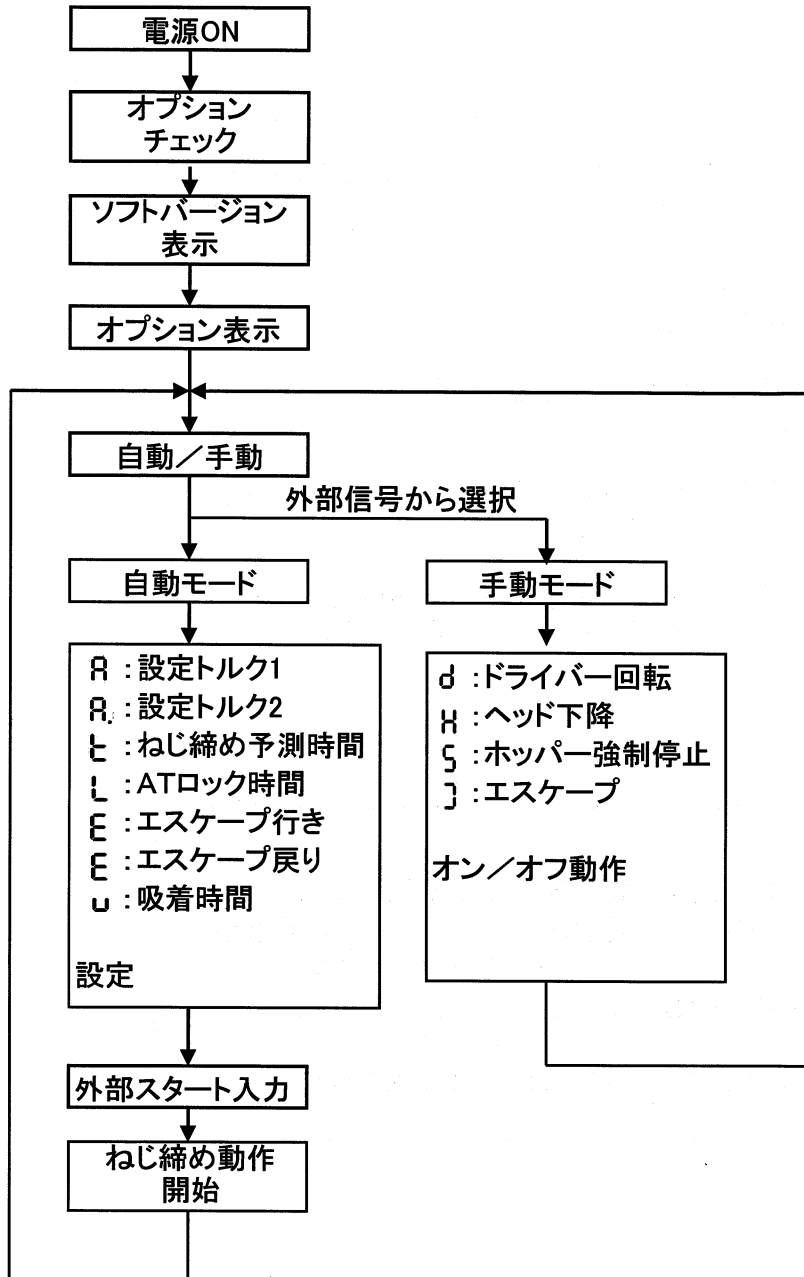 電源ON
オプション
チェック
ソフトバージョン
表示
オプション表示
自動／手動
外部信号から選択
自動モード
手動モード
A :設定トルク1
A. :設定トルク2
t :ねじ締め予測時間
L :ATロック時間
E :エスケープ行き
E :エスケープ戻り
u :吸着時間
設定
d :ドライバー回転
H :ヘッド下降
S :ホッパー強制停止
コ :エスケープ
オン／オフ動作
外部スタート入力
ねじ締め動作
開始